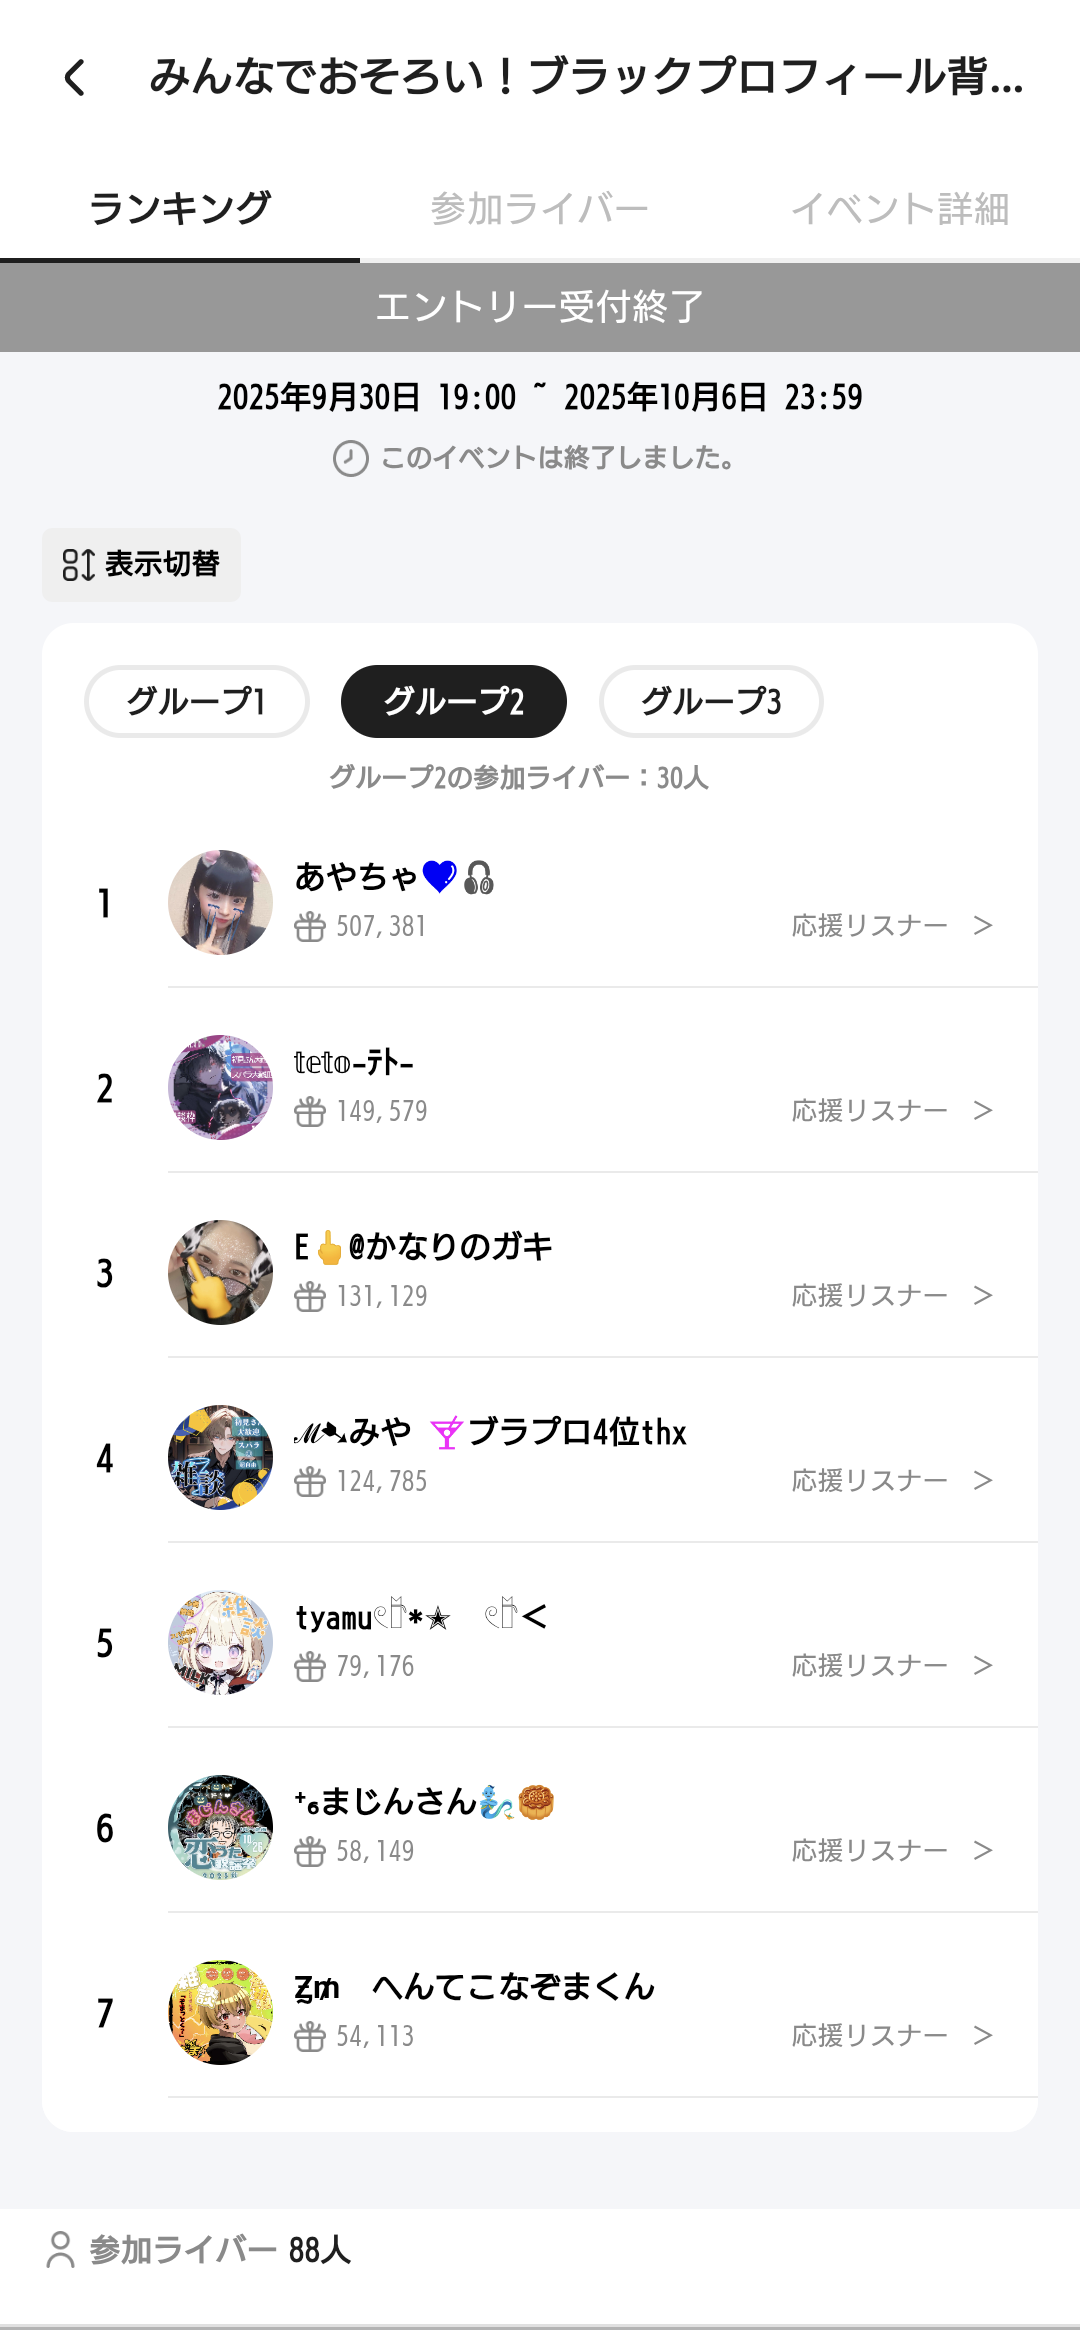 みんなでおそろい！ブラックプロフィール背...
ランキング 参加ライバー イベント詳細
エントリー受付終了
2025年9月30日 19:00 ~ 2025年10月6日 23:59
このイベントは終了しました。
表示切替
グループ1 グループ2 グループ3
グループ2の参加ライバー：30人
1
あやちゃ💙🎧
507,381 応援リスナー >
2
𝕥𝕖𝕥𝕠-ﾃﾄ-
149,579 応援リスナー >
3
E🖕@かなりのガキ
131,129 応援リスナー >
4
みや 🍸ブラプロ4位thx
124,785 応援リスナー >
5
tyamu
79,176 応援リスナー >
6
まじんさん🧞🥮
58,149 応援リスナー >
7
へんてこなぞまくん
54,113 応援リスナー >
参加ライバー 88人